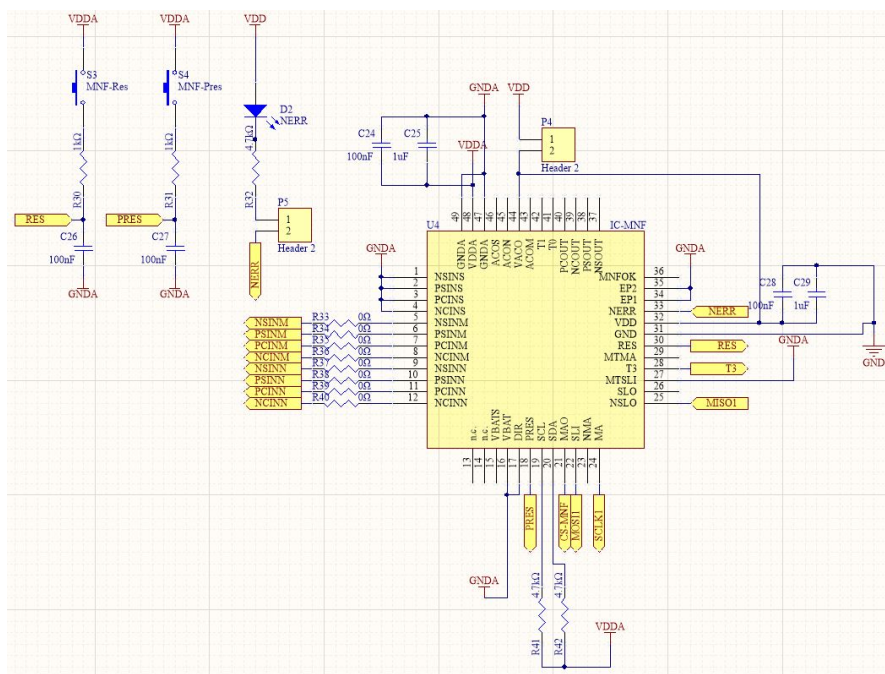 VDDA
VDDA
VDD
S3
MNF-Res
S4
MNF-Pres
D2
NERR
1kΩ
1kΩ
4.7kΩ
R30
R31
R32
RES
PRES
C26
100nF
C27
100nF
GNDA
GNDA
P5
1
2
Header 2
NERR
GNDA
VDD
C24
100nF
C25
1uF
VDDA
P4
1
2
Header 2
U4
IC-MNF
49 48 47 46 45 44 43 42 41 40 39 38 37
GNDA
VDDA
GNDA
ACOS
ACON
VACO
ACOM
T1
T0
PCOUT
NCOUT
PSOUT
NSOUT
GNDA
1 NSINS
2 PSINS
3 PCINS
4 NCINS
5 NSINM
6 PSINM
7 PCINM
8 NCINM
9 NSINN
10 PSINN
11 PCINN
12 NCINN
NSINM R33 0Ω
PSINM R34 0Ω
PCINM R35 0Ω
NCINM R36 0Ω
NSINN R37 0Ω
PSINN R38 0Ω
PCINN R39 0Ω
NCINN R40 0Ω
MNFOK 36
EP2 35
EP1 34
NERR 33
VDD 32
GND 31
RES 30
MTMA 29
T3 28
MTSLI 27
SLO 26
NSLO 25
GNDA
NERR
RES
T3
MISO1
GNDA
C28
100nF
C29
1uF
GND
n.c.
n.c.
VBATS
VBAT
DIR
PRES
SCL
SDA
MAO
SLI
NMA
MA
13 14 15 16 17 18 19 20 21 22 23 24
PRES
CS-MNF
MOSI1
SCLK1
GNDA
4.7kΩ
4.7kΩ
R41
R42
VDDA